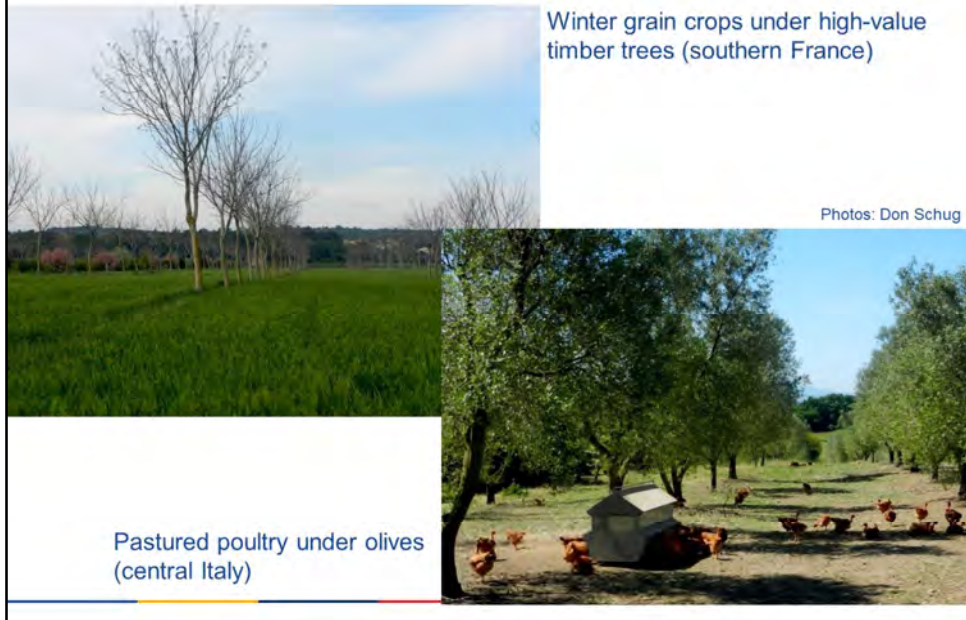 Winter grain crops under high-value
timber trees (southern France)
Photos: Don Schug
Pastured poultry under olives
(central Italy)